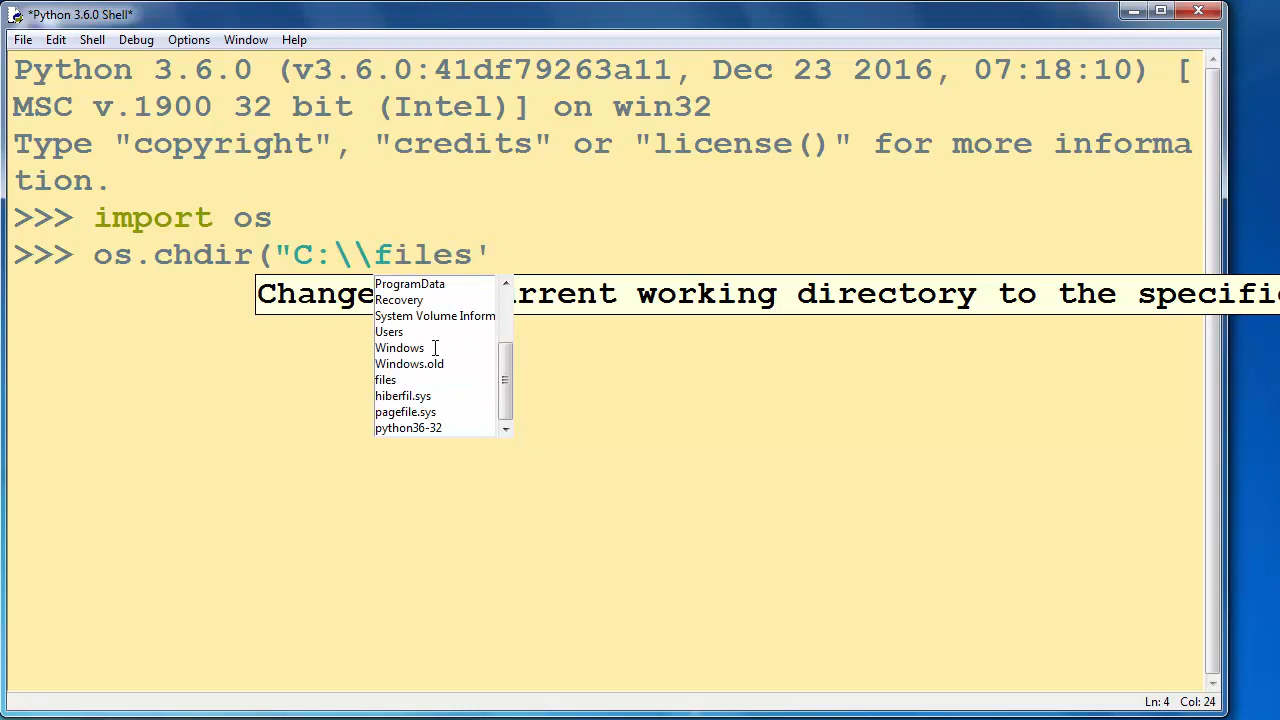 *Python 3.6.0 Shell*
File Edit Shell Debug Options Window Help
Python 3.6.0 (v3.6.0:41df79263a11, Dec 23 2016, 07:18:10) [
MSC v.1900 32 bit (Intel)] on win32
Type "copyright", "credits" or "license()" for more informa
tion.
>>> import os
>>> os.chdir("C:\\files'
Change rrent working directory to the specifi
ProgramData
Recovery
System Volume Inform
Users
Windows
Windows.old
files
hiberfil.sys
pagefile.sys
python36-32
Ln: 4 Col: 24